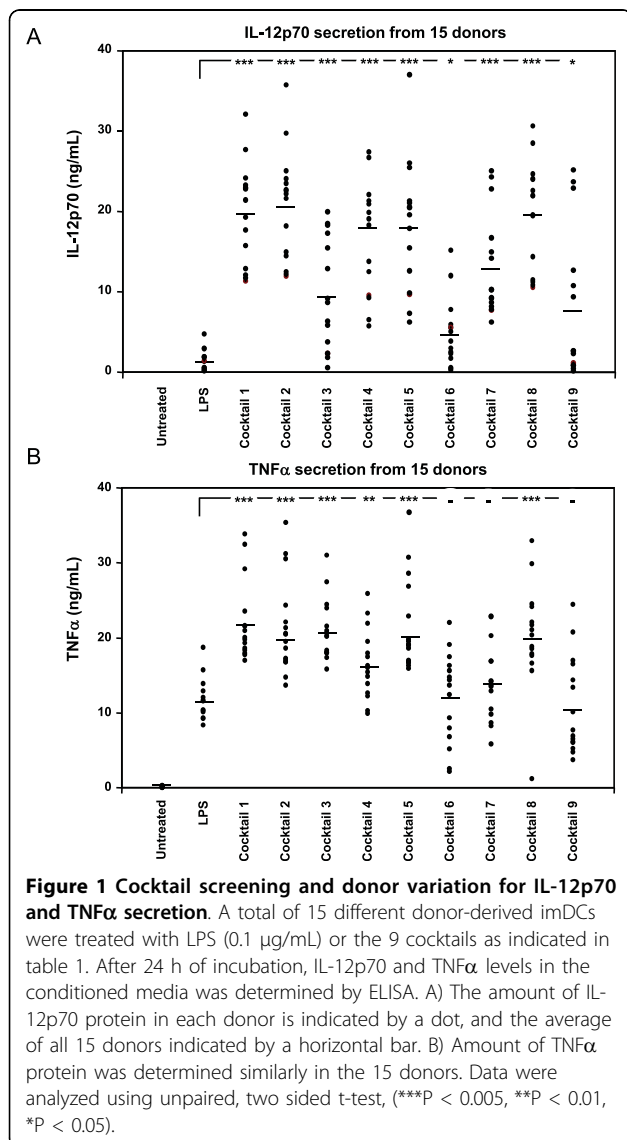 A
IL-12p70 secretion from 15 donors
40
30
20
10
0
IL-12p70 (ng/mL)
*** *** *** *** *** * *** *** *
Untreated LPS Cocktail 1 Cocktail 2 Cocktail 3 Cocktail 4 Cocktail 5 Cocktail 6 Cocktail 7 Cocktail 8 Cocktail 9
B
TNFα secretion from 15 donors
40
30
20
10
0
TNFα (ng/mL)
*** *** *** ** *** - - *** -
Untreated LPS Cocktail 1 Cocktail 2 Cocktail 3 Cocktail 4 Cocktail 5 Cocktail 6 Cocktail 7 Cocktail 8 Cocktail 9
Figure 1 Cocktail screening and donor variation for IL-12p70
and TNFα secretion. A total of 15 different donor-derived imDCs
were treated with LPS (0.1 μg/mL) or the 9 cocktails as indicated in
table 1. After 24 h of incubation, IL-12p70 and TNFα levels in the
conditioned media was determined by ELISA. A) The amount of IL-
12p70 protein in each donor is indicated by a dot, and the average
of all 15 donors indicated by a horizontal bar. B) Amount of TNFα
protein was determined similarly in the 15 donors. Data were
analyzed using unpaired, two sided t-test, (***P < 0.005, **P < 0.01,
*P < 0.05).